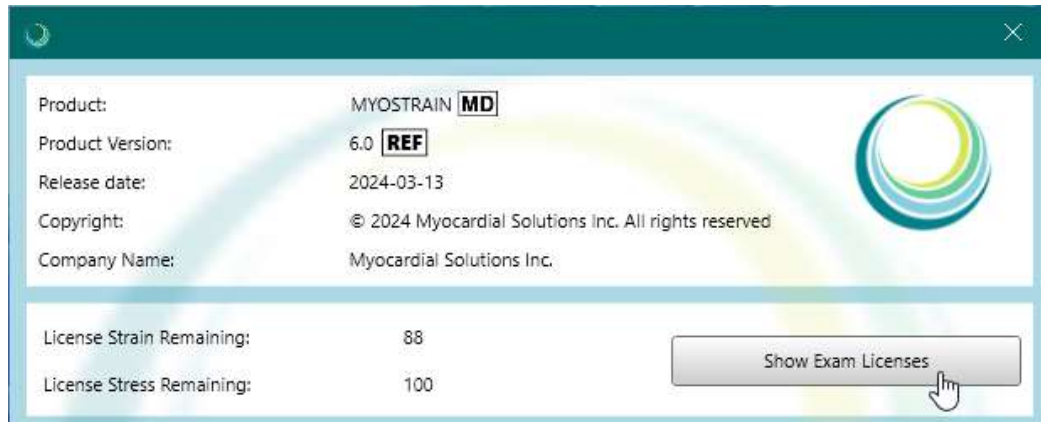 Product: MYOSTRAIN MD
Product Version: 6.0 REF
Release date: 2024-03-13
Copyright: © 2024 Myocardial Solutions Inc. All rights reserved
Company Name: Myocardial Solutions Inc.
License Strain Remaining: 88
Show Exam Licenses
License Stress Remaining: 100